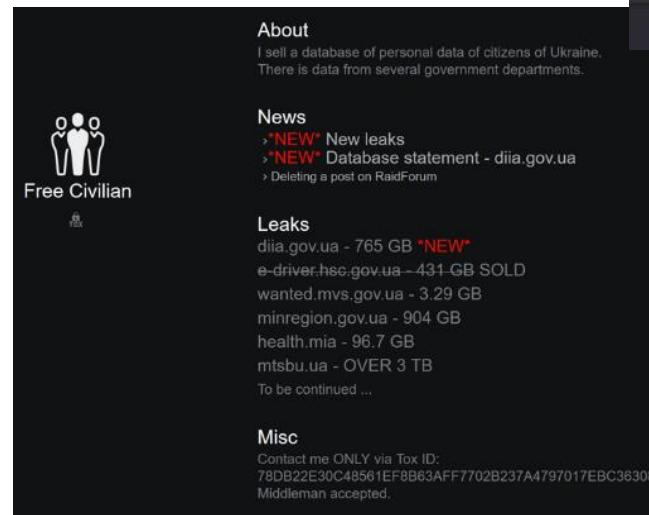 About
I sell a database of personal data of citizens of Ukraine.
There is data from several government departments.
News
›*NEW* New leaks
›*NEW* Database statement - diia.gov.ua
› Deleting a post on RaidForum
Free Civilian
TOX
Leaks
diia.gov.ua - 765 GB *NEW*
e-driver.hsc.gov.ua - 431 GB SOLD
wanted.mvs.gov.ua - 3.29 GB
minregion.gov.ua - 904 GB
health.mia - 96.7 GB
mtsbu.ua - OVER 3 TB
To be continued ...
Misc
Contact me ONLY via Tox ID:
78DB22E30C48561EF8B63AFF7702B237A4797017EBC3630
Middleman accepted.